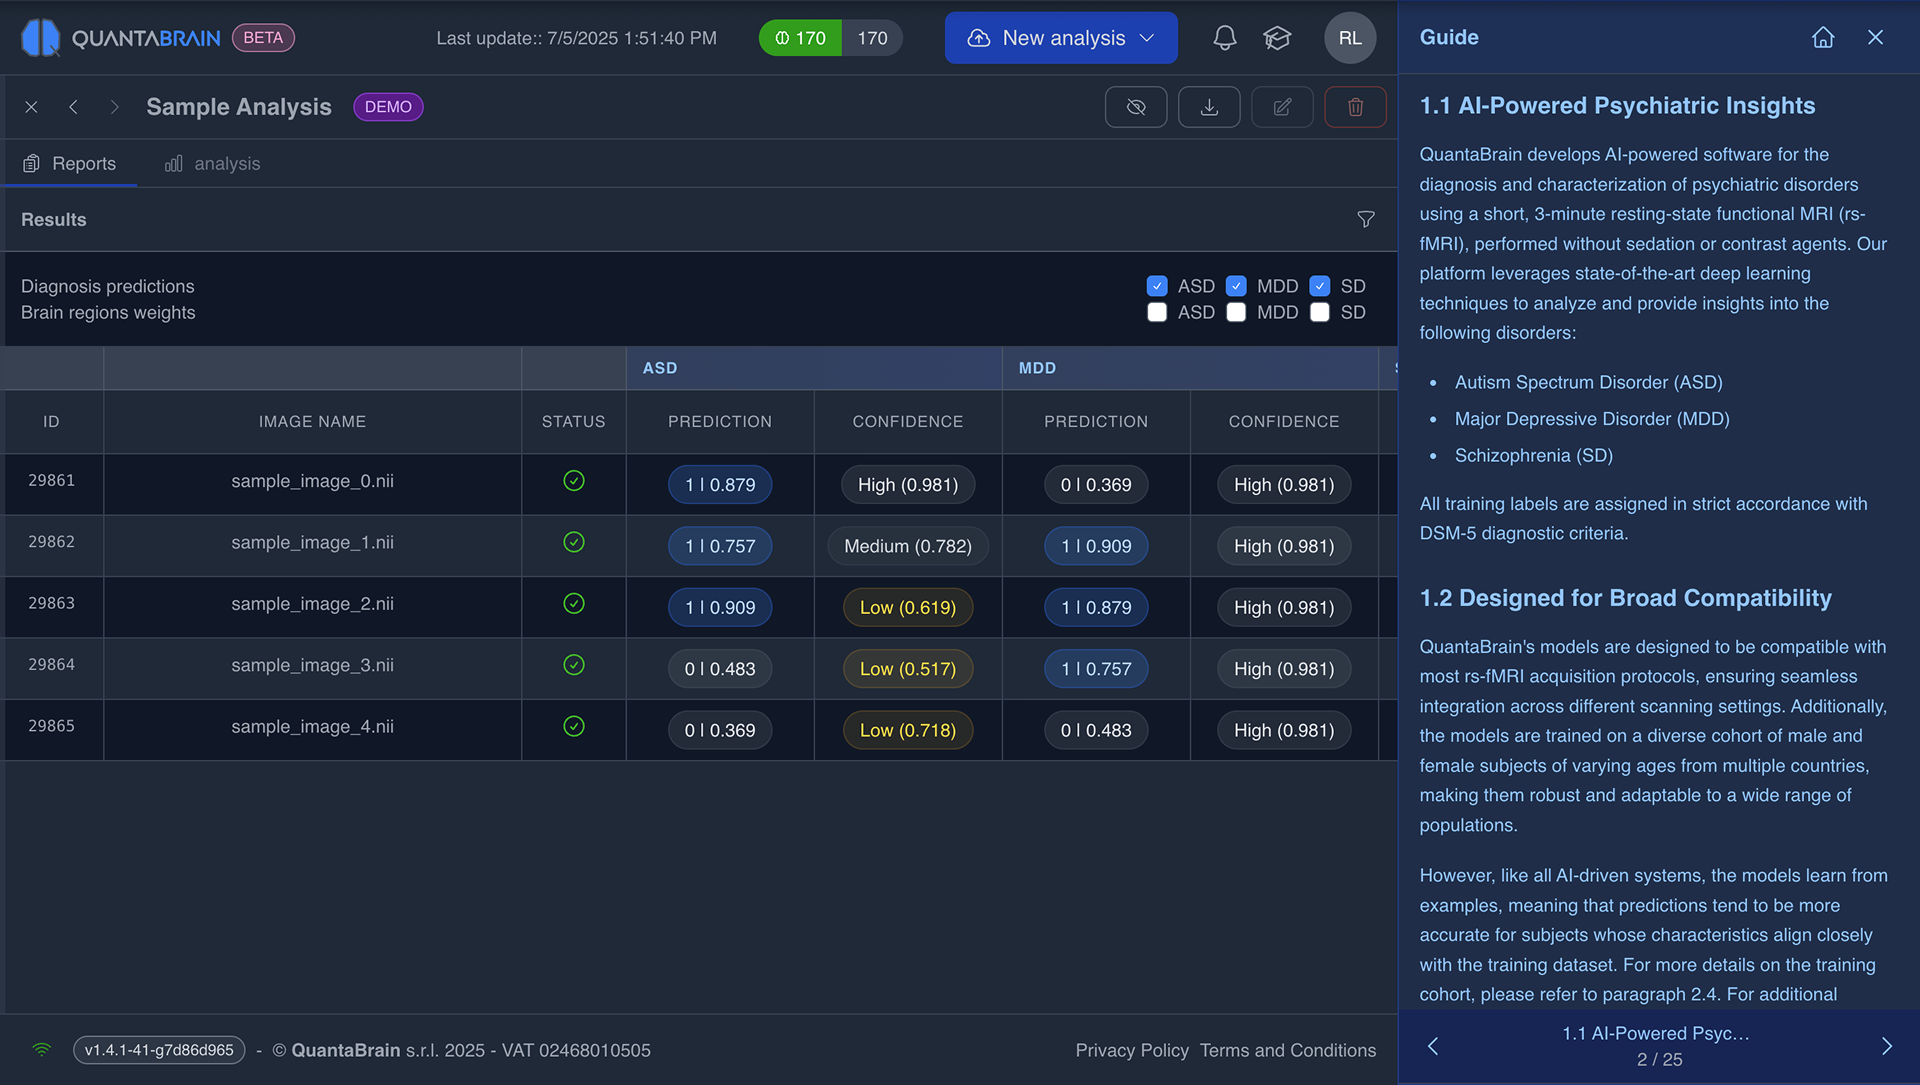 QUANTABRAIN BETA
Last update:: 7/5/2025 1:51:40 PM
170 170
New analysis
RL
Sample Analysis DEMO
Reports analysis
Results
Diagnosis predictions ASD MDD SD
Brain regions weights ASD MDD SD
ASD MDD
ID IMAGE NAME STATUS PREDICTION CONFIDENCE PREDICTION CONFIDENCE
29861 sample_image_0.nii 1 | 0.879 High (0.981) 0 | 0.369 High (0.981)
29862 sample_image_1.nii 1 | 0.757 Medium (0.782) 1 | 0.909 High (0.981)
29863 sample_image_2.nii 1 | 0.909 Low (0.619) 1 | 0.879 High (0.981)
29864 sample_image_3.nii 0 | 0.483 Low (0.517) 1 | 0.757 High (0.981)
29865 sample_image_4.nii 0 | 0.369 Low (0.718) 0 | 0.483 High (0.981)
v1.4.1-41-g7d86d965 - © QuantaBrain s.r.l. 2025 - VAT 02468010505
Privacy Policy Terms and Conditions
Guide
1.1 AI-Powered Psychiatric Insights
QuantaBrain develops AI-powered software for the
diagnosis and characterization of psychiatric disorders
using a short, 3-minute resting-state functional MRI (rs-
fMRI), performed without sedation or contrast agents. Our
platform leverages state-of-the-art deep learning
techniques to analyze and provide insights into the
following disorders:
• Autism Spectrum Disorder (ASD)
• Major Depressive Disorder (MDD)
• Schizophrenia (SD)
All training labels are assigned in strict accordance with
DSM-5 diagnostic criteria.
1.2 Designed for Broad Compatibility
QuantaBrain's models are designed to be compatible with
most rs-fMRI acquisition protocols, ensuring seamless
integration across different scanning settings. Additionally,
the models are trained on a diverse cohort of male and
female subjects of varying ages from multiple countries,
making them robust and adaptable to a wide range of
populations.
However, like all AI-driven systems, the models learn from
examples, meaning that predictions tend to be more
accurate for subjects whose characteristics align closely
with the training dataset. For more details on the training
cohort, please refer to paragraph 2.4. For additional
1.1 AI-Powered Psyc...
2 / 25